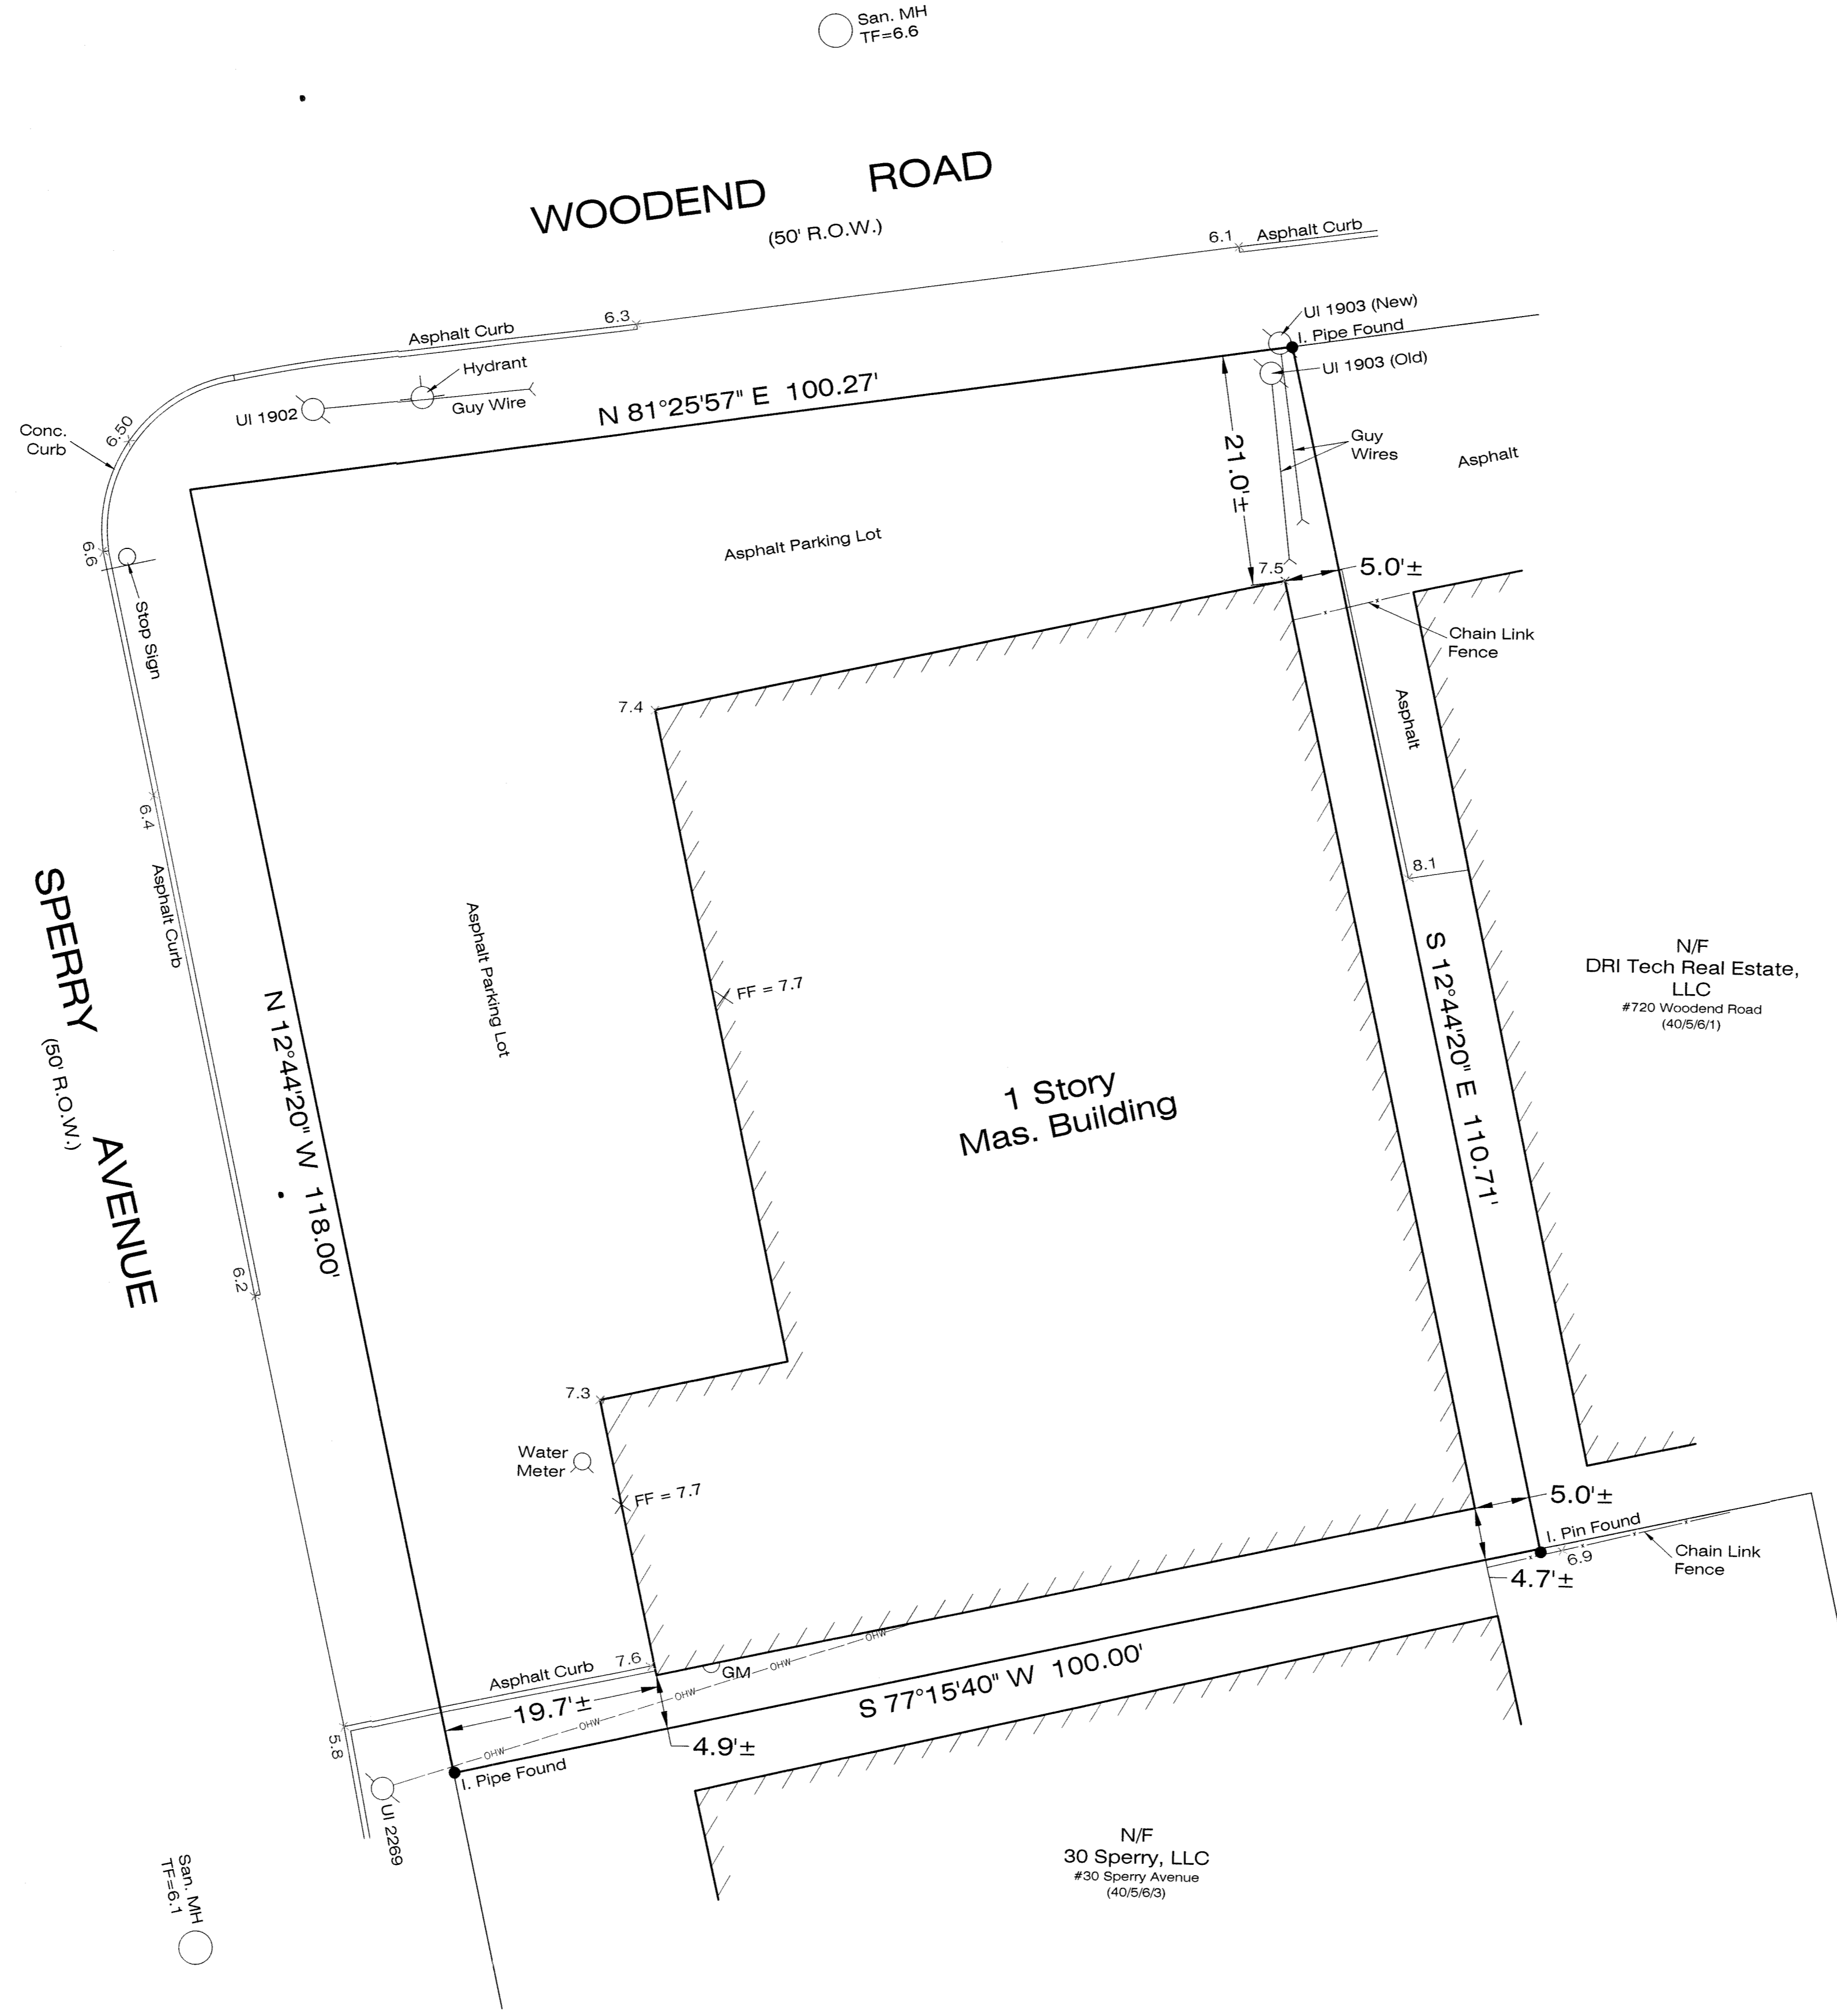 San. MH
TF=6.6
WOODEND ROAD
(50' R.O.W.)
6.1
Asphalt Curb
6.3
Asphalt Curb
UI 1903 (New)
I. Pipe Found
UI 1903 (Old)
Hydrant
UI 1902
Guy Wire
N 81°25'57" E 100.27'
Conc.
Curb
6.50
21.0'±
Guy
Wires
Asphalt
6.6
Stop Sign
Asphalt Parking Lot
7.5
5.0'±
Chain Link
Fence
7.4
Asphalt
6.4
Asphalt Curb
8.1
SPERRY AVENUE
(50' R.O.W.)
Asphalt Parking Lot
N 12°44'20" W 118.00'
FF = 7.7
S 12°44'20" E 110.71'
N/F
DRI Tech Real Estate,
LLC
#720 Woodend Road
(40/5/6/1)
1 Story
Mas. Building
6.2
7.3
Water
Meter
FF = 7.7
5.0'±
I. Pin Found
6.9
Chain Link
Fence
4.7'±
Asphalt Curb
7.6
GM
OHW
OHW
OHW
OHW
OHW
19.7'±
4.9'±
S 77°15'40" W 100.00'
5.8
I. Pipe Found
UI 2269
N/F
30 Sperry, LLC
#30 Sperry Avenue
(40/5/6/3)
San. MH
TF=6.1